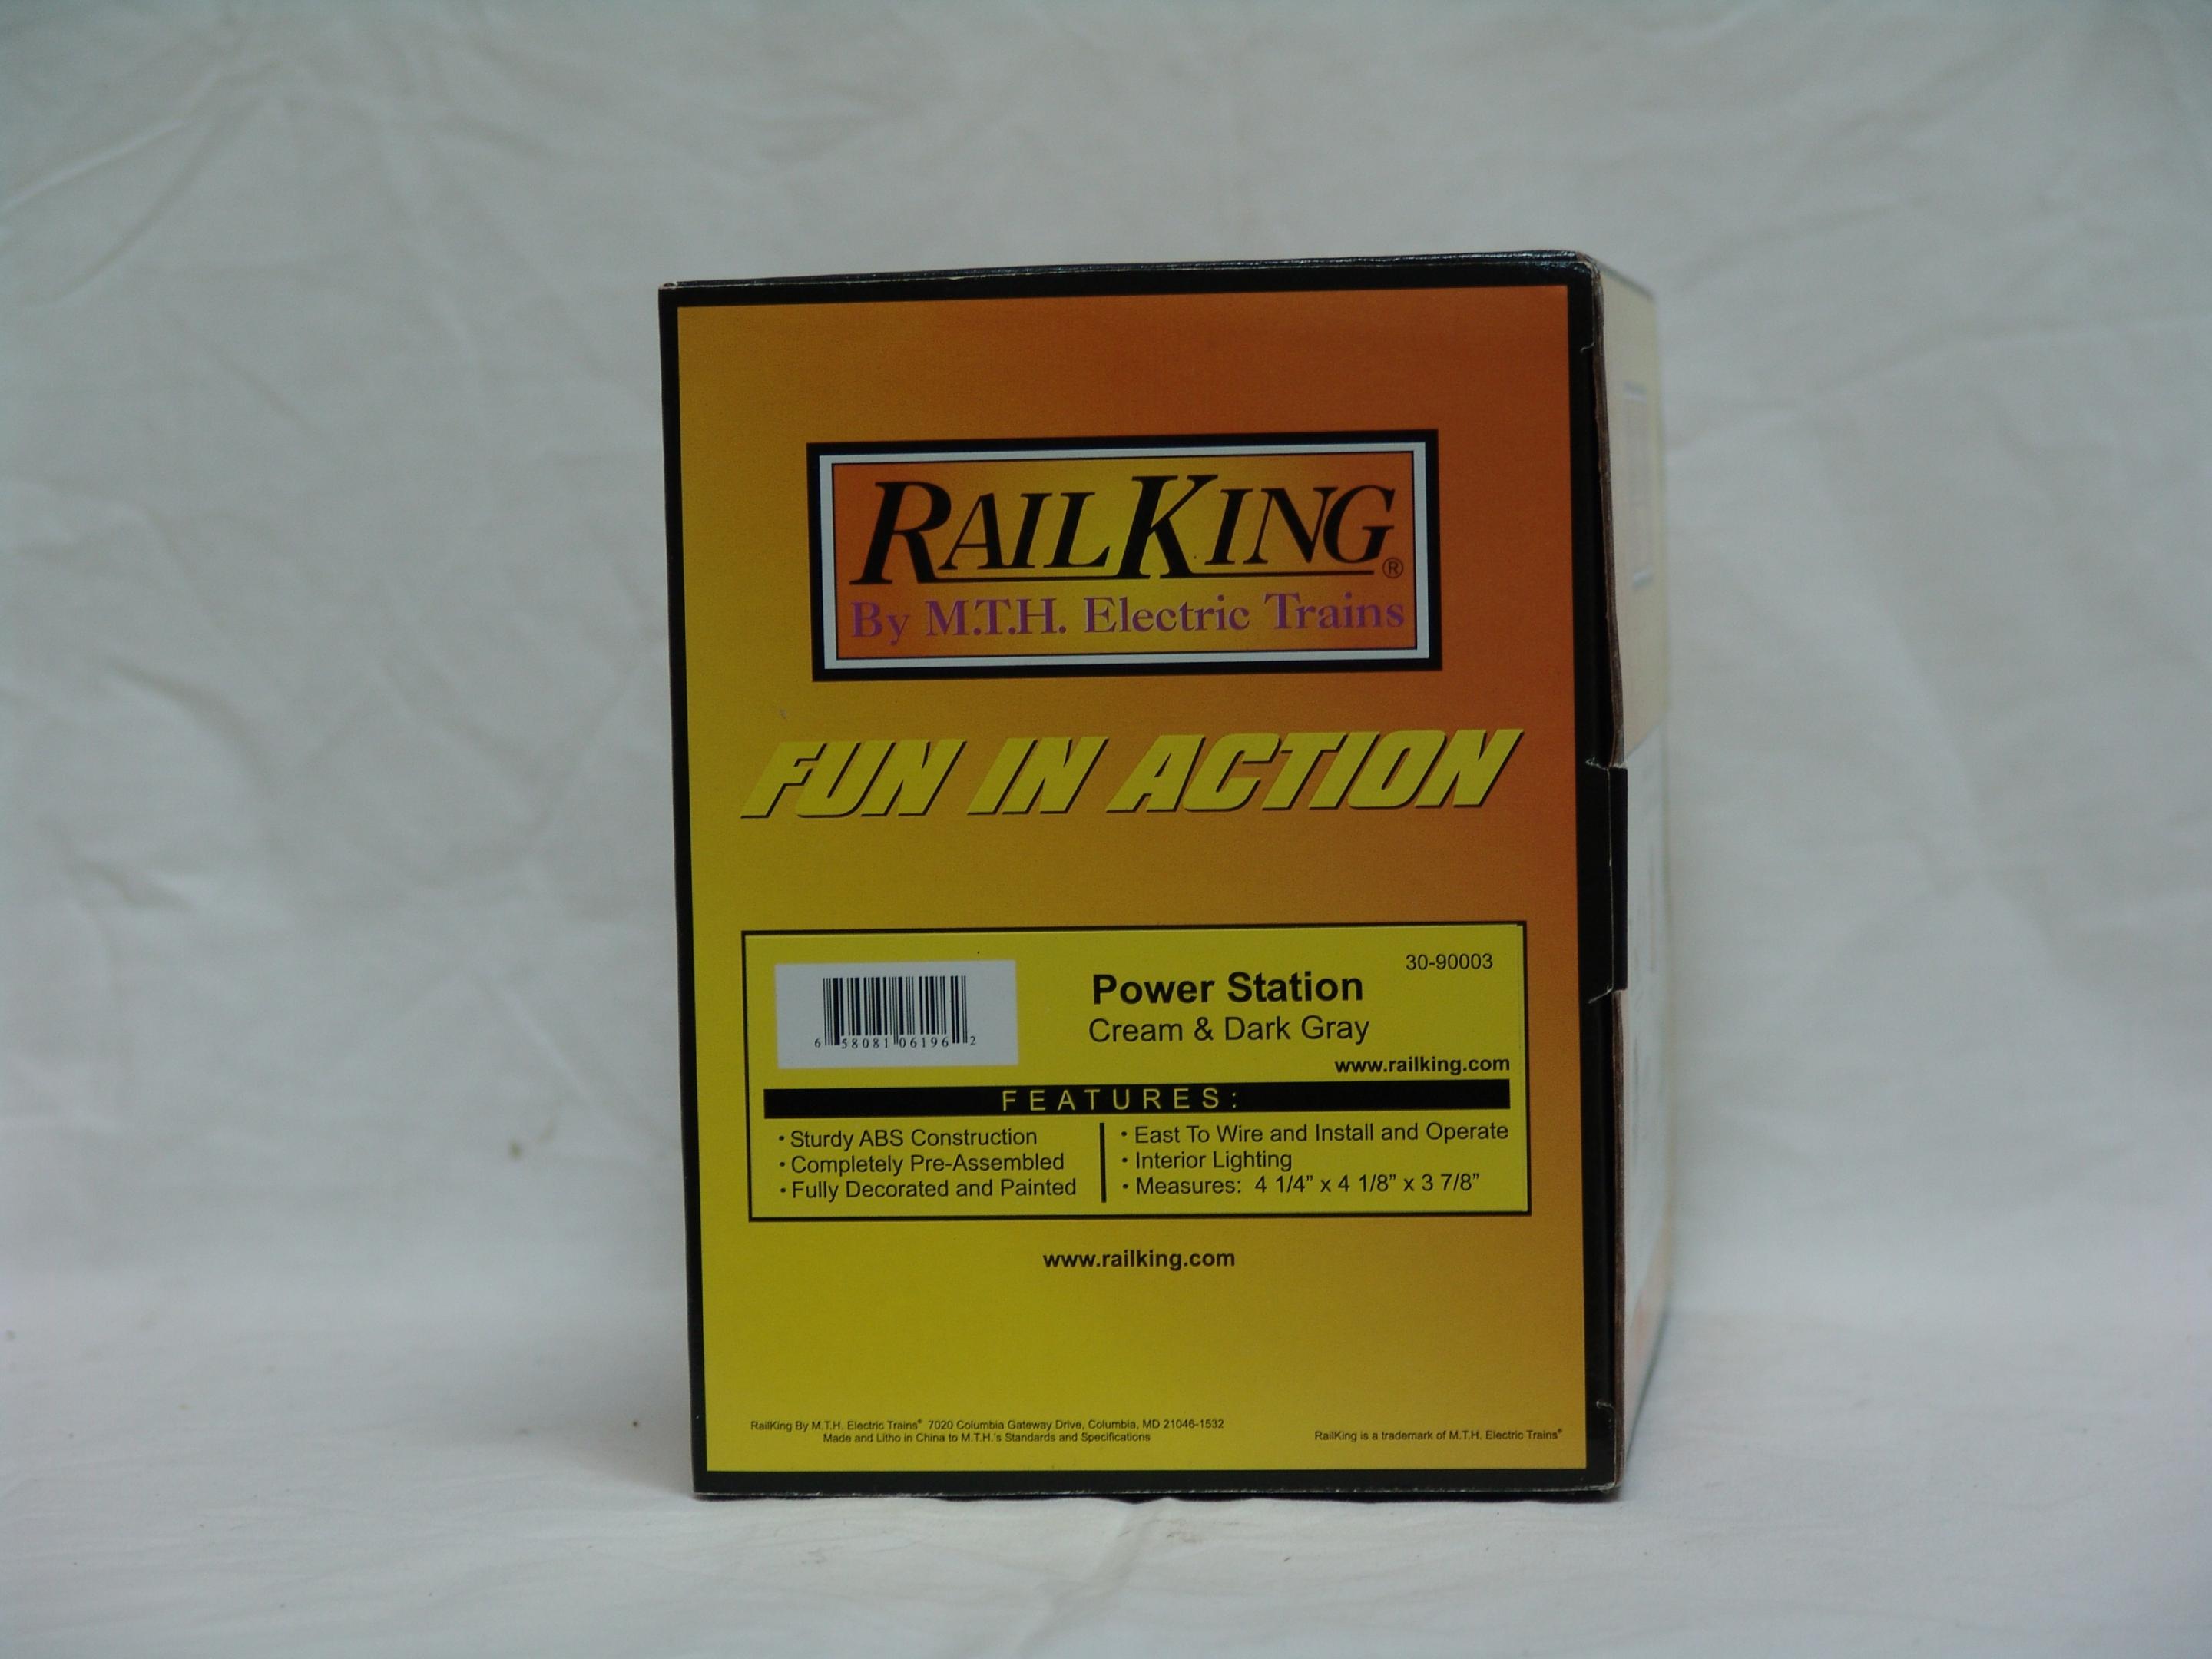 RAILKING®
By M.T.H. Electric Trains
FUN IN ACTION
30-90003
Power Station
Cream & Dark Gray
6 58081 06196 2
www.railking.com
FEATURES:
• Sturdy ABS Construction
• Completely Pre-Assembled
• Fully Decorated and Painted
• East To Wire and Install and Operate
• Interior Lighting
• Measures: 4 1/4” x 4 1/8” x 3 7/8”
www.railking.com
RailKing By M.T.H. Electric Trains® 7020 Columbia Gateway Drive, Columbia, MD 21046-1532
Made and Litho in China to M.T.H.'s Standards and Specifications
RailKing is a trademark of M.T.H. Electric Trains®